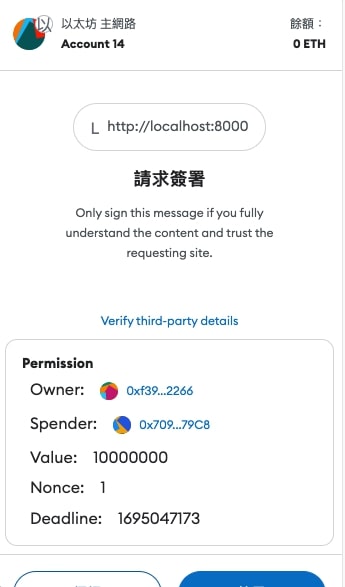 以太坊 主網路
餘額：
Account 14
0 ETH
L http://localhost:8000
請求簽署
Only sign this message if you fully
understand the content and trust the
requesting site.
Verify third-party details
Permission
Owner: 0xf39...2266
Spender: 0x709...79C8
Value: 10000000
Nonce: 1
Deadline: 1695047173